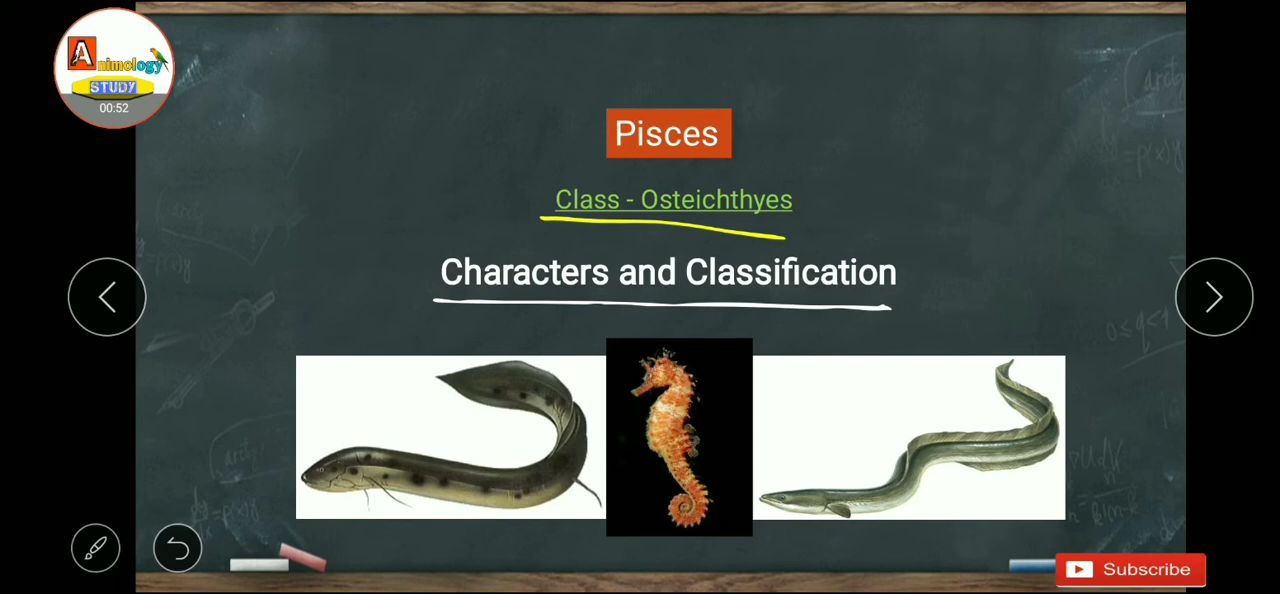 Animology
STUDY
00:52
Pisces
Class - Osteichthyes
Characters and Classification
Subscribe